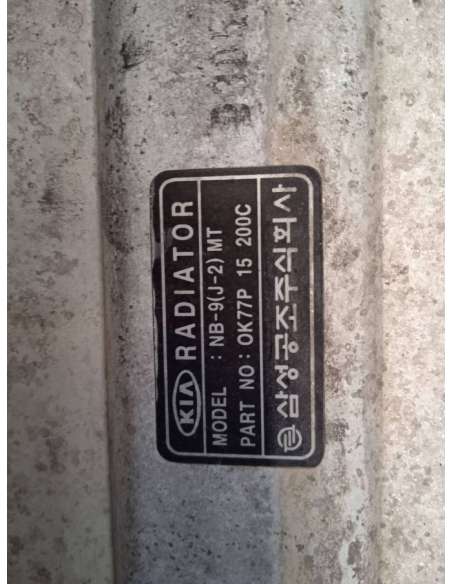 KIA RADIATOR
MODEL : NB-9(J-2) MT
PART NO: OK77P 15 200C
삼성공조주식회사